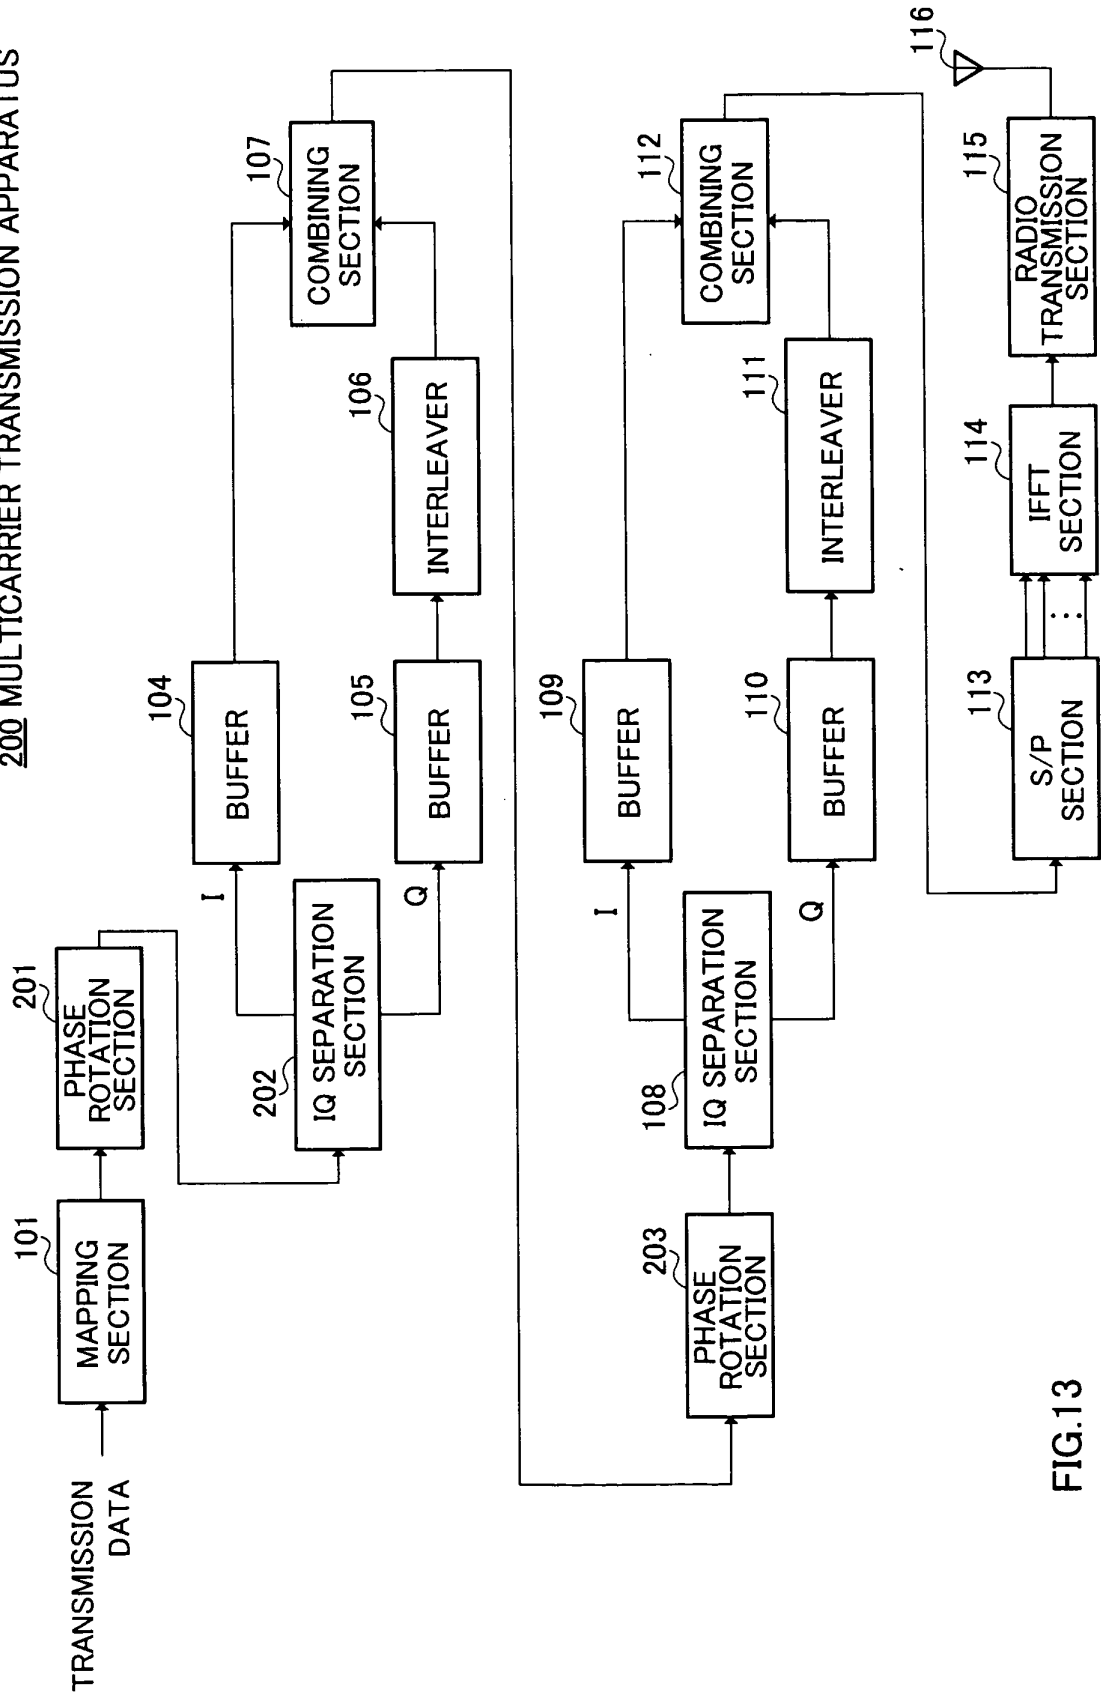 200 MULTICARRIER TRANSMISSION APPARATUS
TRANSMISSION
DATA
101
MAPPING
SECTION
201
PHASE
ROTATION
SECTION
202
IQ SEPARATION
SECTION
I
Q
104
BUFFER
105
BUFFER
106
INTERLEAVER
107
COMBINING
SECTION
203
PHASE
ROTATION
SECTION
108
IQ SEPARATION
SECTION
I
Q
109
BUFFER
110
BUFFER
111
INTERLEAVER
112
COMBINING
SECTION
113
S/P
SECTION
114
IFFT
SECTION
115
RADIO
TRANSMISSION
SECTION
116
FIG.13